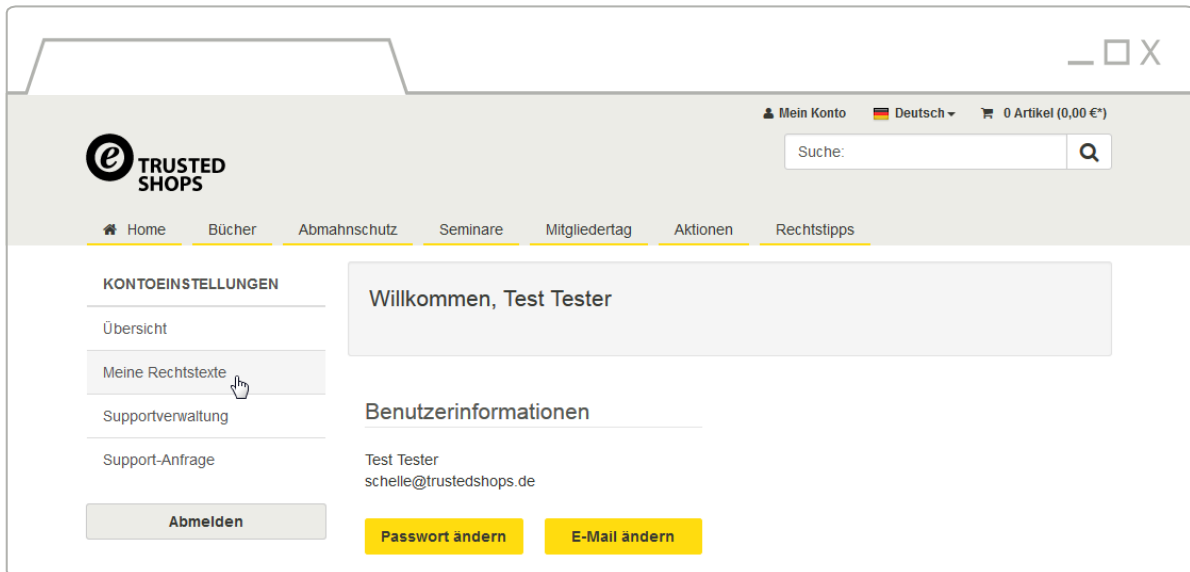 Mein Konto Deutsch 0 Artikel (0,00 €*)
TRUSTED
SHOPS
Suche:
Home Bücher Abmahnschutz Seminare Mitgliedertag Aktionen Rechtstipps
KONTOEINSTELLUNGEN
Übersicht
Meine Rechtstexte
Supportverwaltung
Support-Anfrage
Abmelden
Willkommen, Test Tester
Benutzerinformationen
Test Tester
schelle@trustedshops.de
Passwort ändern E-Mail ändern